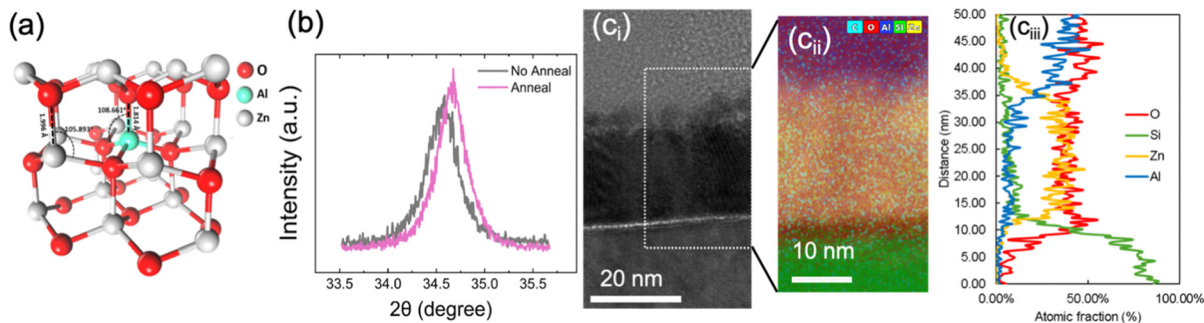 (a)
O
Al
Zn
108.661°
1.814 Å
105.893°
1.996 Å
(b)
Intensity (a.u.)
No Anneal
Anneal
33.5 34.0 34.5 35.0 35.5
2θ (degree)
(ci)
20 nm
(cii)
O Al Si
10 nm
(ciii)
Distance (nm)
50.00
45.00
40.00
35.00
30.00
25.00
20.00
15.00
10.00
5.00
0.00
O
Si
Zn
Al
0.00% 50.00% 100.00%
Atomic fraction (%)